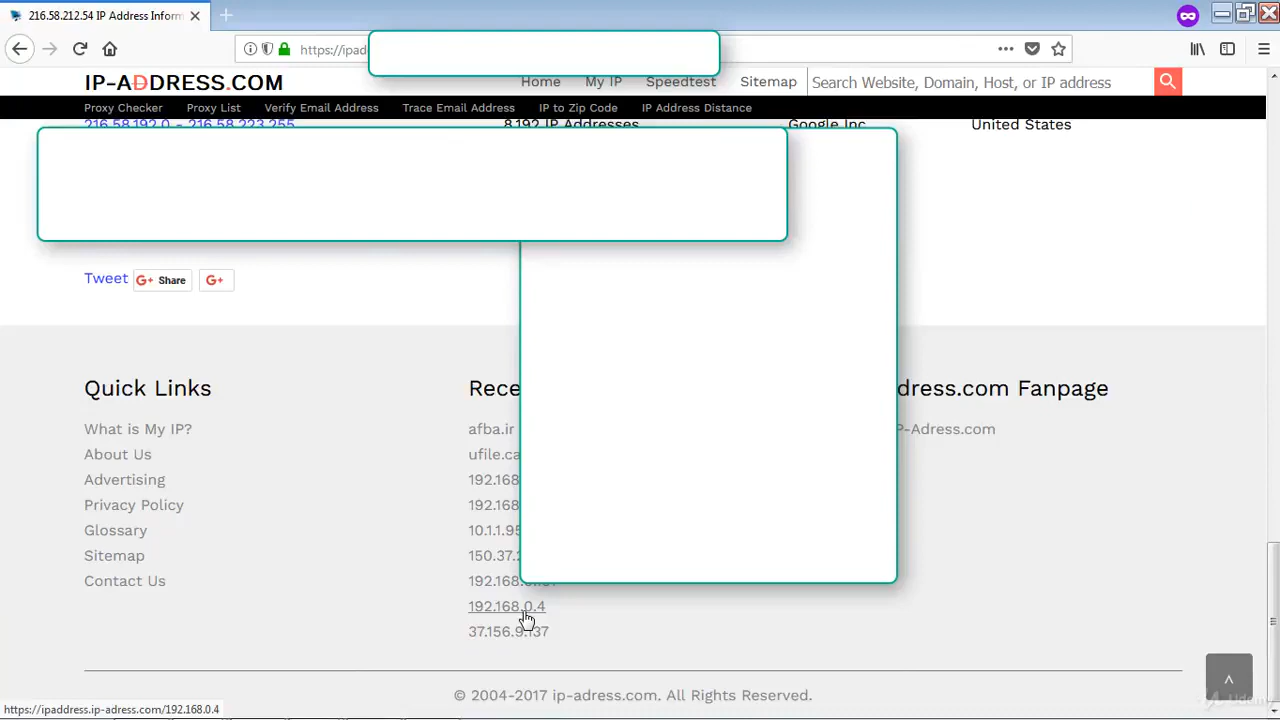 216.58.212.54 IP Address Inform
https://ipad
IP-ADDRESS.COM
Home My IP Speedtest Sitemap
Search Website, Domain, Host, or IP address
Proxy Checker Proxy List Verify Email Address Trace Email Address IP to Zip Code IP Address Distance
216.58.192.0 - 216.58.223.255 8,192 IP Addresses Google Inc United States
Tweet G+ Share G+
Quick Links
What is My IP?
About Us
Advertising
Privacy Policy
Glossary
Sitemap
Contact Us
Rece
afba.ir
ufile.ca
192.168
192.168
10.1.1.95
150.37.2
192.168.
192.168.0.4
37.156.9.137
dress.com Fanpage
P-Adress.com
© 2004-2017 ip-adress.com. All Rights Reserved.
https://ipaddress.ip-adress.com/192.168.0.4
Udemy